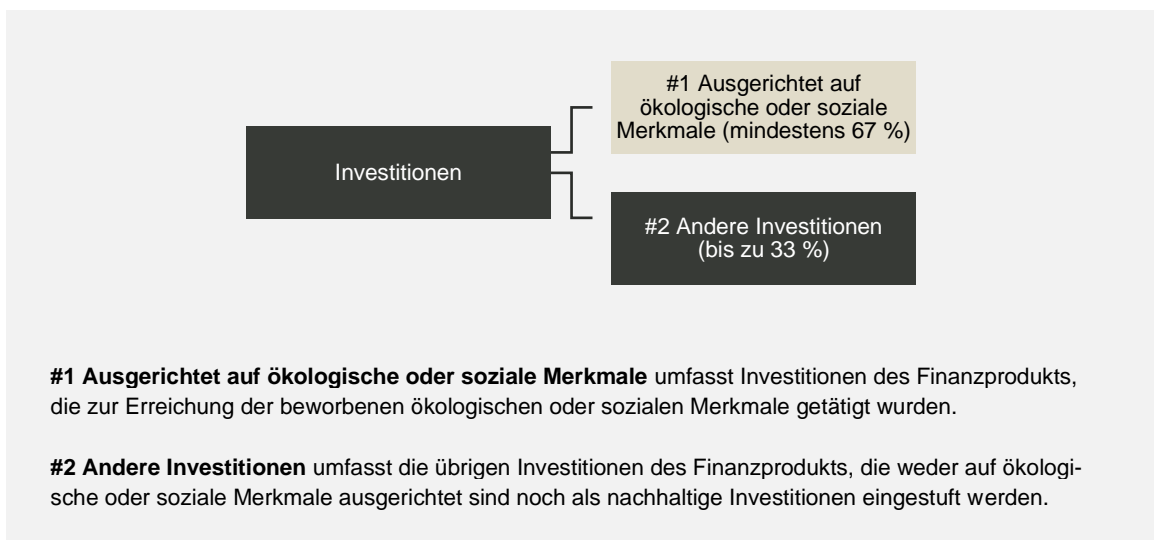 #1 Ausgerichtet auf
ökologische oder soziale
Merkmale (mindestens 67 %)
Investitionen
#2 Andere Investitionen
(bis zu 33 %)
#1 Ausgerichtet auf ökologische oder soziale Merkmale umfasst Investitionen des Finanzprodukts,
die zur Erreichung der beworbenen ökologischen oder sozialen Merkmale getätigt wurden.
#2 Andere Investitionen umfasst die übrigen Investitionen des Finanzprodukts, die weder auf ökologi-
sche oder soziale Merkmale ausgerichtet sind noch als nachhaltige Investitionen eingestuft werden.